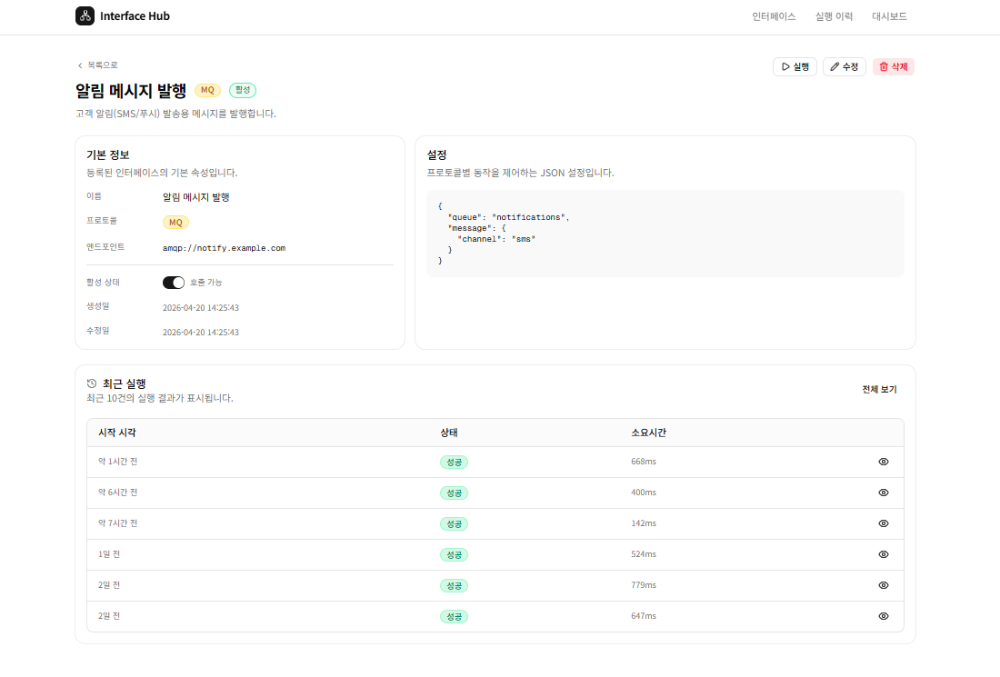 Interface Hub 인터페이스 실행 이력 대시보드
목록으로 실행 수정 삭제
알림 메시지 발행 MQ 활성
고객 알림(SMS/푸시) 발송용 메시지를 발행합니다.
기본 정보
등록된 인터페이스의 기본 속성입니다.
이름 알림 메시지 발행
프로토콜 MQ
엔드포인트 amqp://notify.example.com
활성 상태 호출 가능
생성일 2026-04-20 14:25:43
수정일 2026-04-20 14:25:43
설정
프로토콜별 동작을 제어하는 JSON 설정입니다.
{
  "queue": "notifications",
  "message": {
    "channel": "sms"
  }
}
최근 실행
최근 10건의 실행 결과가 표시됩니다.
전체 보기
시작 시각 상태 소요시간
약 1시간 전 성공 668ms
약 6시간 전 성공 400ms
약 7시간 전 성공 142ms
1일 전 성공 524ms
2일 전 성공 779ms
2일 전 성공 647ms